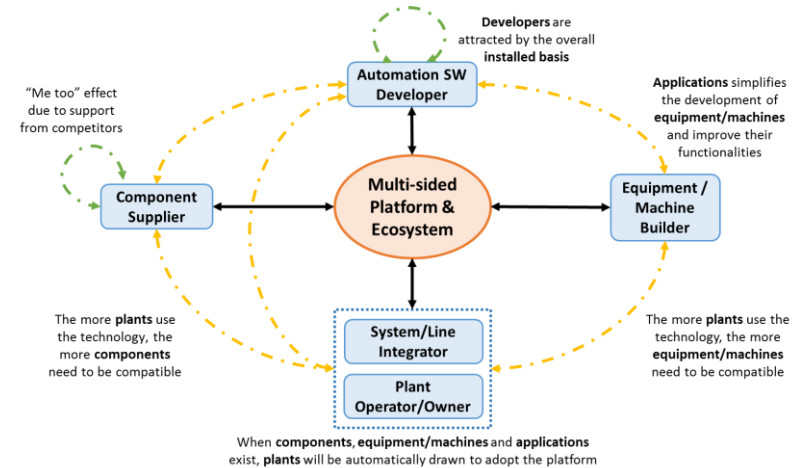 Developers are
attracted by the overall
installed basis
Automation SW
Developer
"Me too" effect
due to support
from competitors
Applications simplifies
the development of
equipment/machines
and improve their
functionalities
Component
Supplier
Multi-sided
Platform &
Ecosystem
Equipment /
Machine
Builder
The more plants use
the technology, the
more components
need to be compatible
System/Line
Integrator
Plant
Operator/Owner
The more plants use the
technology, the more
equipment/machines
need to be compatible
When components, equipment/machines and applications
exist, plants will be automatically drawn to adopt the platform